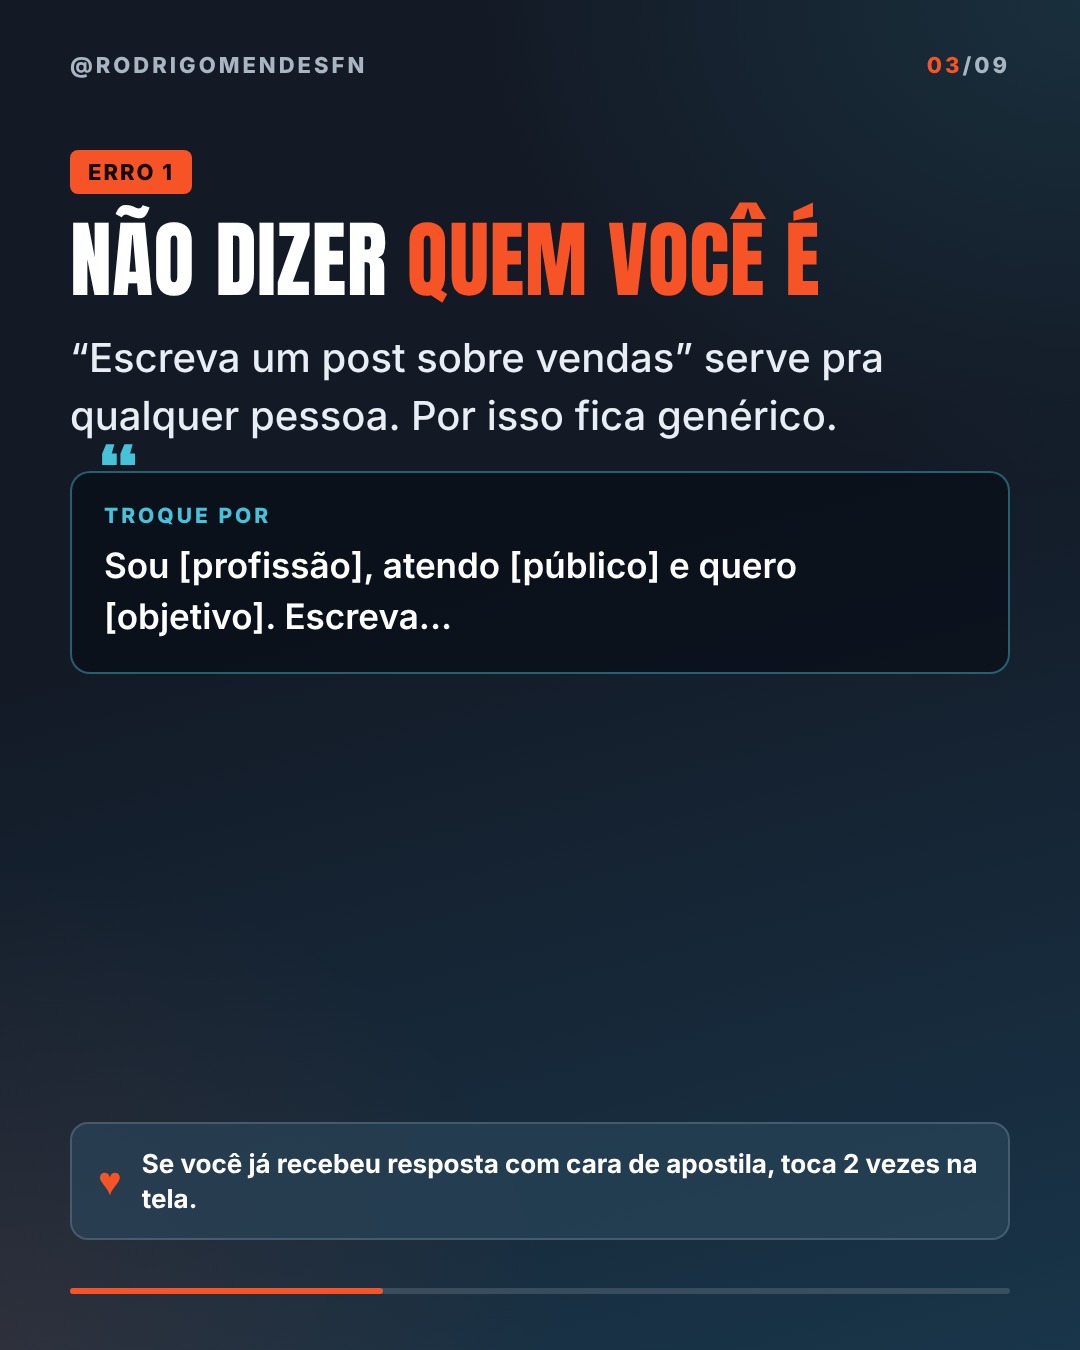 @RODRIGOMENDESFN
03/09
ERRO 1
NÃO DIZER QUEM VOCÊ É
“Escreva um post sobre vendas” serve pra
qualquer pessoa. Por isso fica genérico.
“
TROQUE POR
Sou [profissão], atendo [público] e quero
[objetivo]. Escreva...
♥ Se você já recebeu resposta com cara de apostila, toca 2 vezes na
tela.